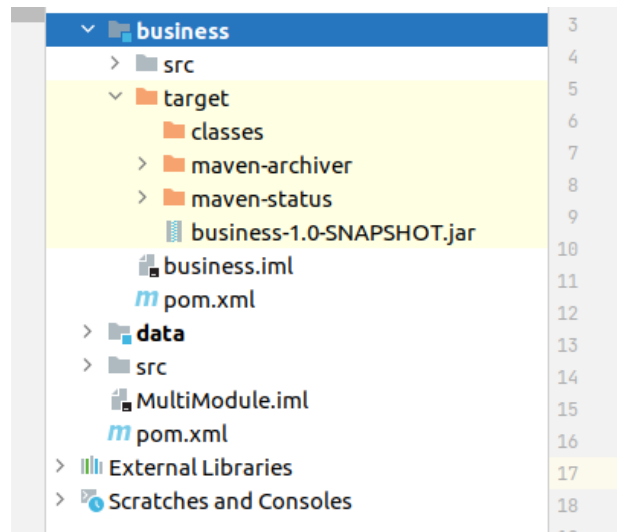 business
3
src
4
target
5
classes
6
maven-archiver
7
maven-status
8
business-1.0-SNAPSHOT.jar
9
business.iml
10
m pom.xml
11
data
12
src
13
MultiModule.iml
14
m pom.xml
15
External Libraries
16
Scratches and Consoles
17
18